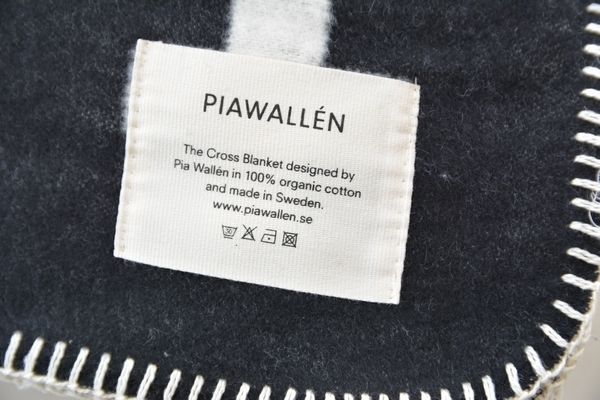 PIAWALLÉN
The Cross Blanket designed by
Pia Wallén in 100% organic cotton
and made in Sweden.
www.piawallen.se
30